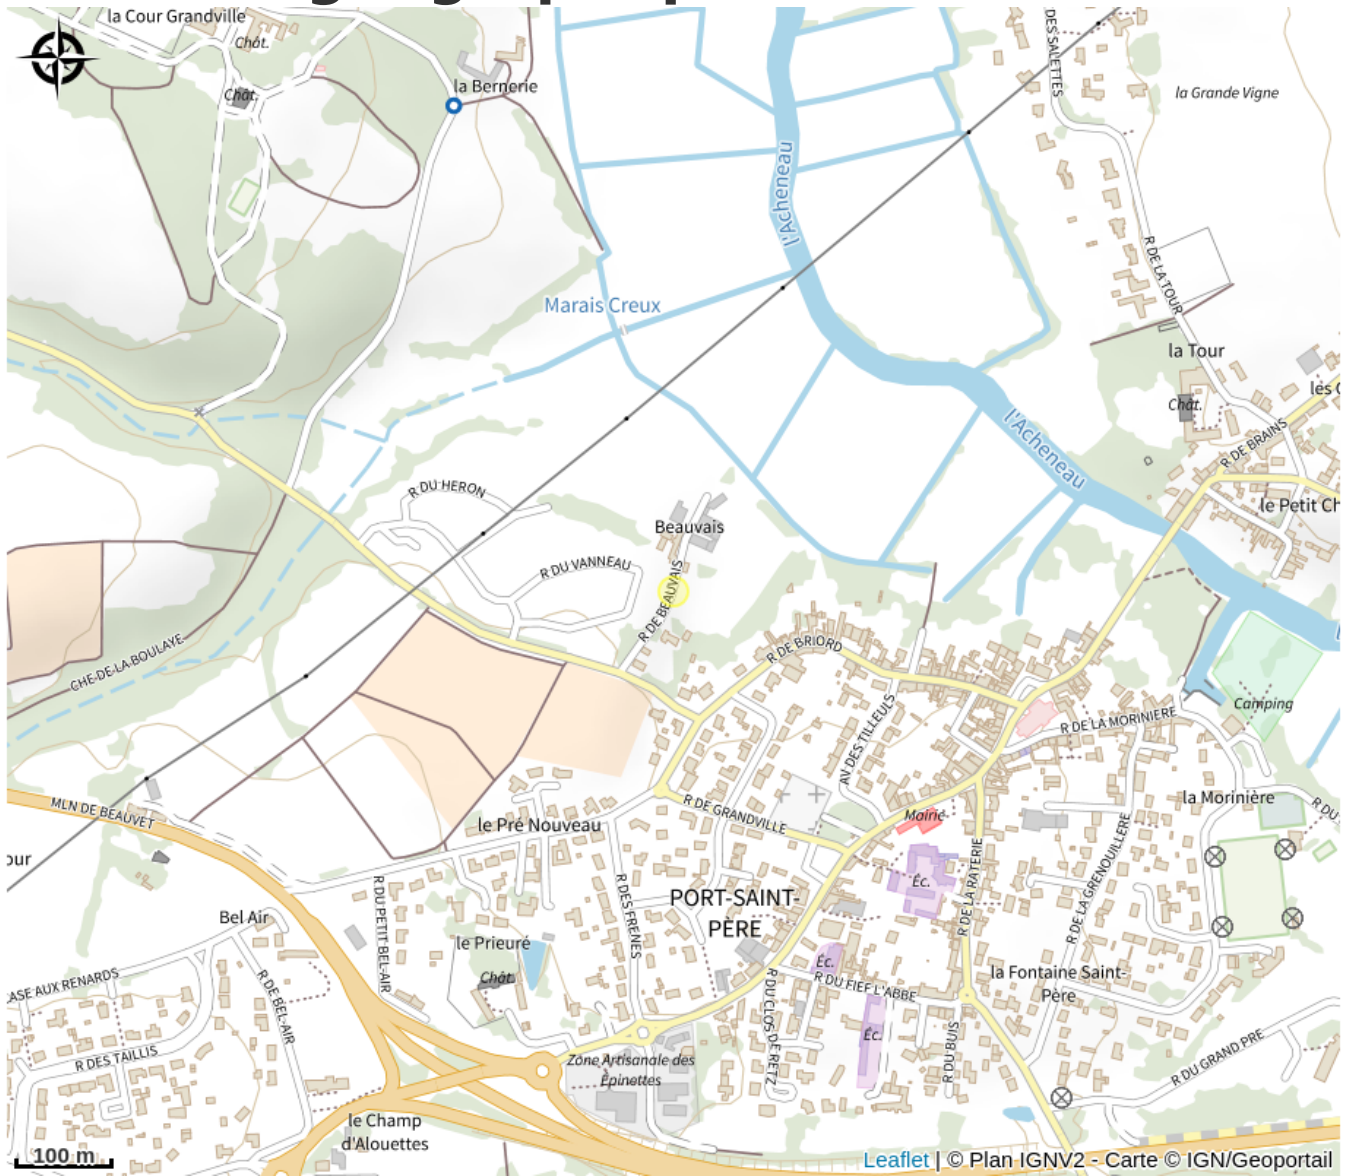 la Cour Grandville
Chât.
Chât.
la Bernerie
DES SALETTES
la Grande Vigne
l'Acheneau
R DE LA TOUR
Marais Creux
la Tour
les
Chât.
l'Acheneau
R DE BRAINS
R DU HERON
le Petit Ch
Beauvais
R DU VANNEAU
R DE BEAUVAIS
R DE BRIORD
CHE DE LA BOULAYE
Camping
R DE LA MORINIERE
AV DES TILLEULS
MLN DE BEAUVET
R DE GRANDVILLE
Mairie
la Morinière
R DU
le Pré Nouveau
our
R DE LA GRENOUILLERE
R DE LA RATERIE
Éc.
R DU PETIT BEL-AIR
R DES FRENES
PORT-SAINT-
PÈRE
Bel Air
le Prieuré
Chât.
Éc.
R DU FIEF L'ABBE
la Fontaine Saint-
Père
CASE AUX RENARDS
R DE BEL-AIR
R DU CLOS DE RETZ
Éc.
R DU BUIS
R DES TAILLIS
Zone Artisanale des
Épinettes
R DU GRAND PRE
le Champ
d'Alouettes
100 m
Leaflet | © Plan IGNV2 - Carte © IGN/Geoportail